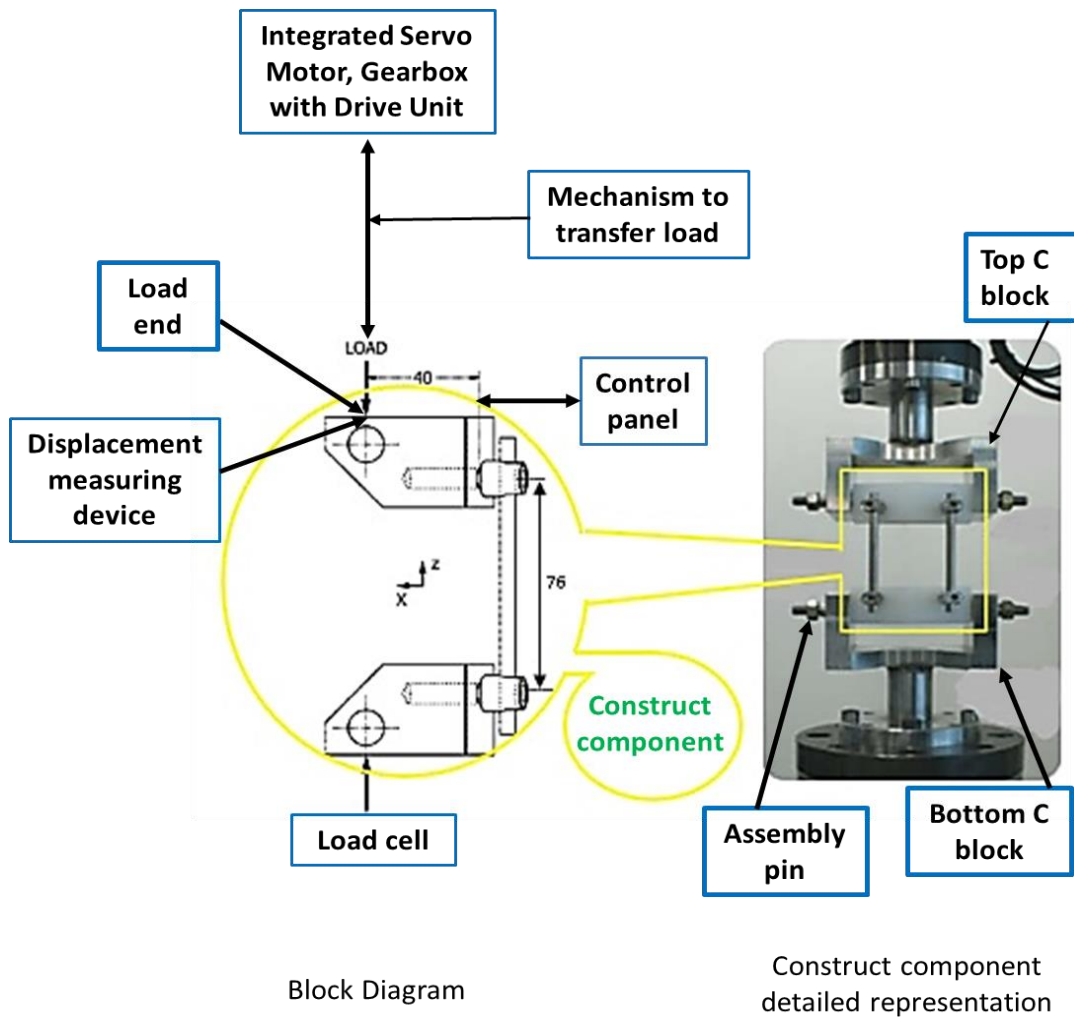 Integrated Servo
Motor, Gearbox
with Drive Unit
Mechanism to
transfer load
Top C
block
Load
end
LOAD
40
Control
panel
Displacement
measuring
device
z
X
76
Construct
component
Load cell
Assembly
pin
Bottom C
block
Block Diagram
Construct component
detailed representation